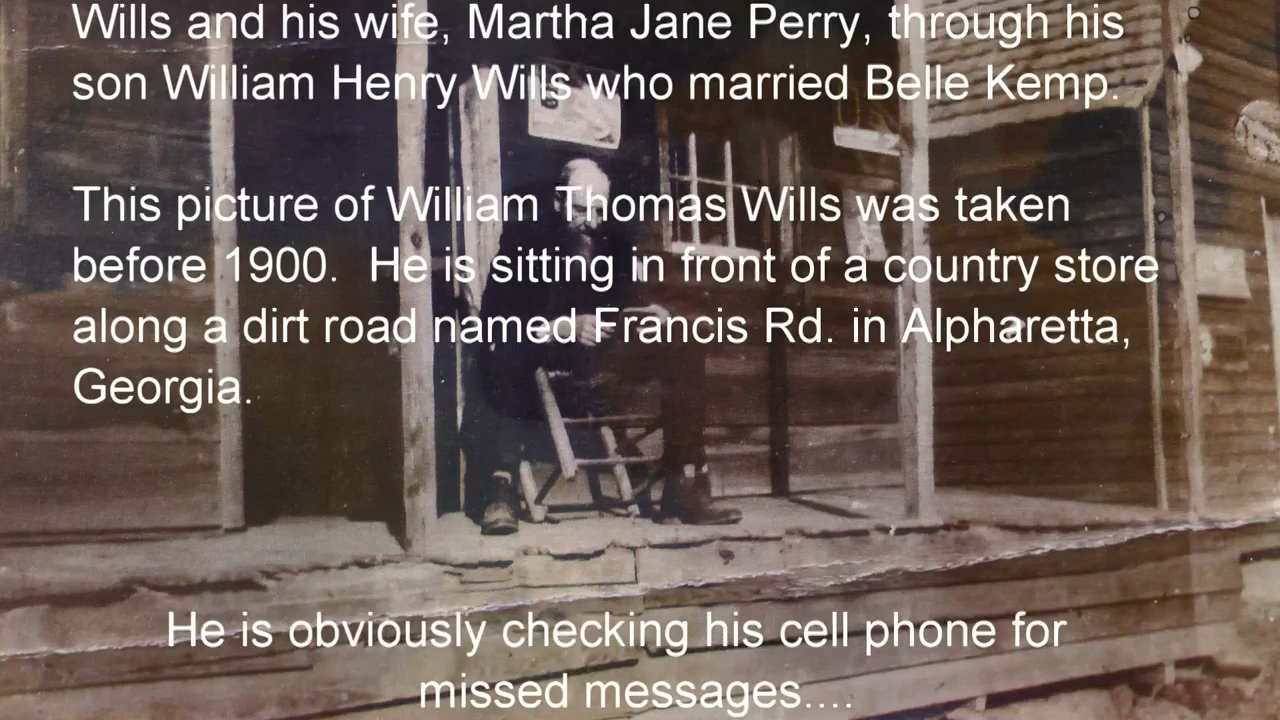 Wills and his wife, Martha Jane Perry, through his
son William Henry Wills who married Belle Kemp.
This picture of William Thomas Wills was taken
before 1900.  He is sitting in front of a country store
along a dirt road named Francis Rd. in Alpharetta,
Georgia.
He is obviously checking his cell phone for
missed messages....